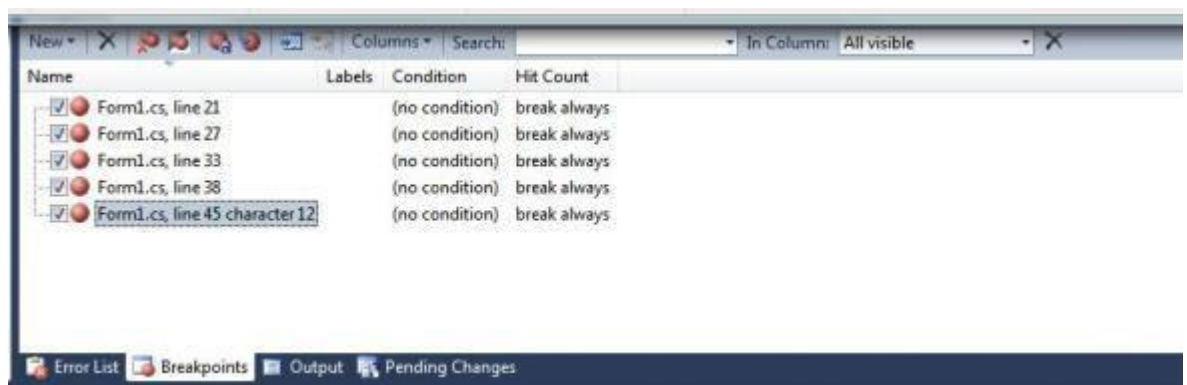 New Columns Search: In Column: All visible
Name Labels Condition Hit Count
Form1.cs, line 21 (no condition) break always
Form1.cs, line 27 (no condition) break always
Form1.cs, line 33 (no condition) break always
Form1.cs, line 38 (no condition) break always
Form1.cs, line 45 character 12 (no condition) break always
Error List Breakpoints Output Pending Changes